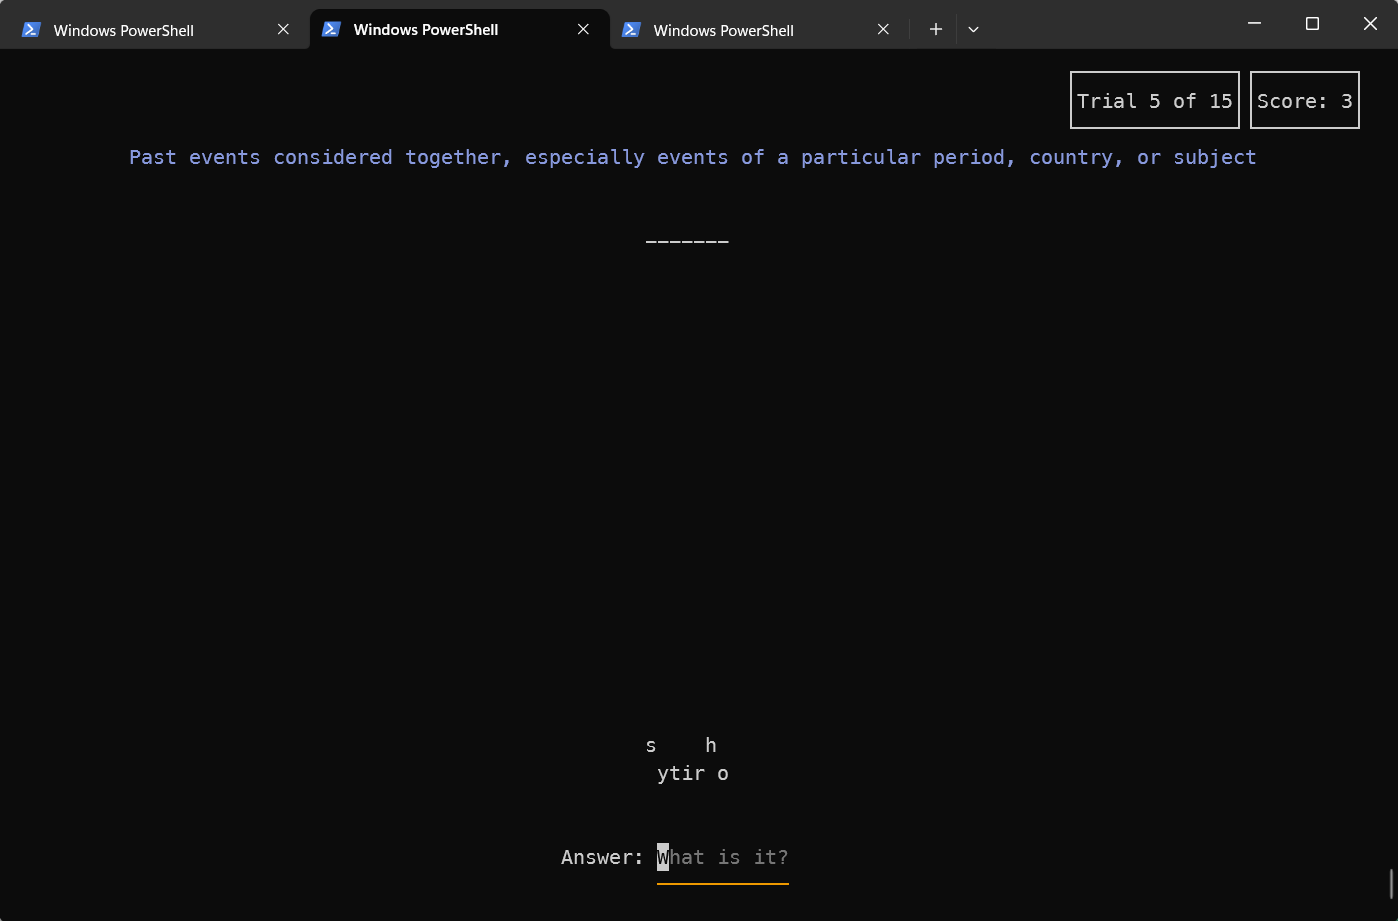 Windows PowerShell Windows PowerShell Windows PowerShell
Trial 5 of 15 Score: 3
Past events considered together, especially events of a particular period, country, or subject
_______
s    h
 ytir o
Answer: What is it?